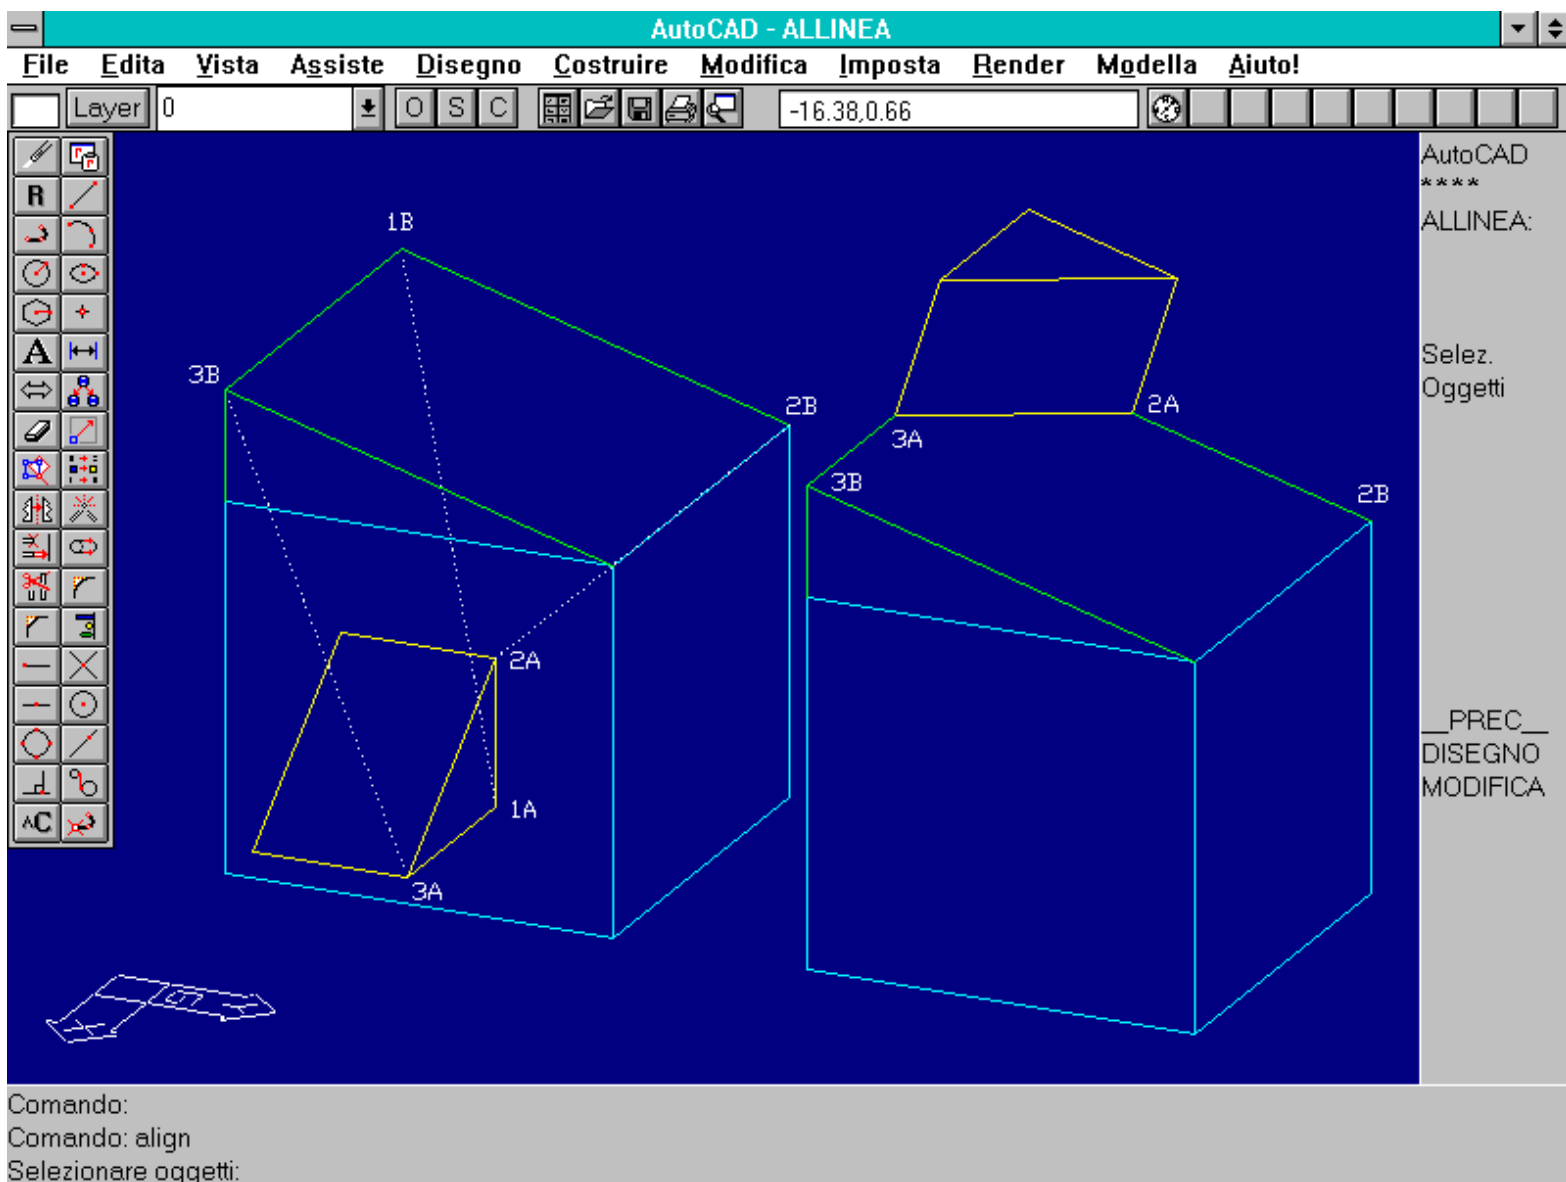 AutoCAD - ALLINEA
File Edita Vista Assiste Disegno Costruire Modifica Imposta Render Modella Aiuto!
Layer 0 O S C -16.38,0.66
R
A
^C
AutoCAD
****
ALLINEA:
Selez.
Oggetti
__PREC__
DISEGNO
MODIFICA
1B
3B
2B
2A
1A
3A
2A
3A
3B
2B
Comando:
Comando: align
Selezionare oggetti: